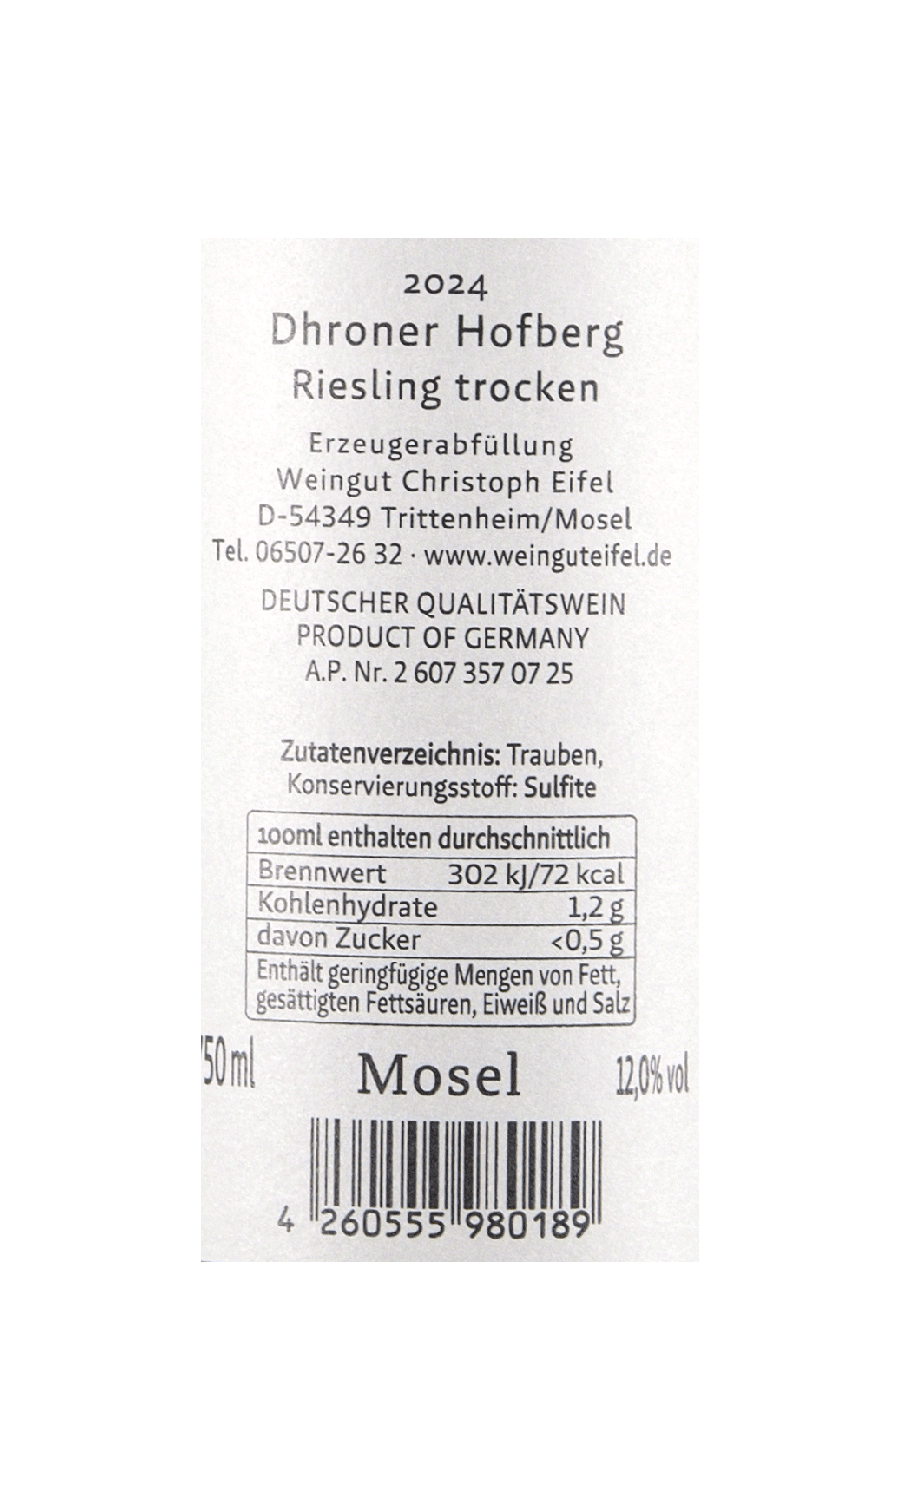 2024
Dhroner Hofberg
Riesling trocken
Erzeugerabfüllung
Weingut Christoph Eifel
D-54349 Trittenheim/Mosel
Tel. 06507-26 32 · www.weinguteifel.de
DEUTSCHER QUALITÄTSWEIN
PRODUCT OF GERMANY
A.P. Nr. 2 607 357 07 25
Zutatenverzeichnis: Trauben,
Konservierungsstoff: Sulfite
100ml enthalten durchschnittlich
Brennwert 302 kJ/72 kcal
Kohlenhydrate 1,2 g
davon Zucker <0,5 g
Enthält geringfügige Mengen von Fett,
gesättigten Fettsäuren, Eiweiß und Salz
750 ml Mosel 12,0% vol
4 260555 980189